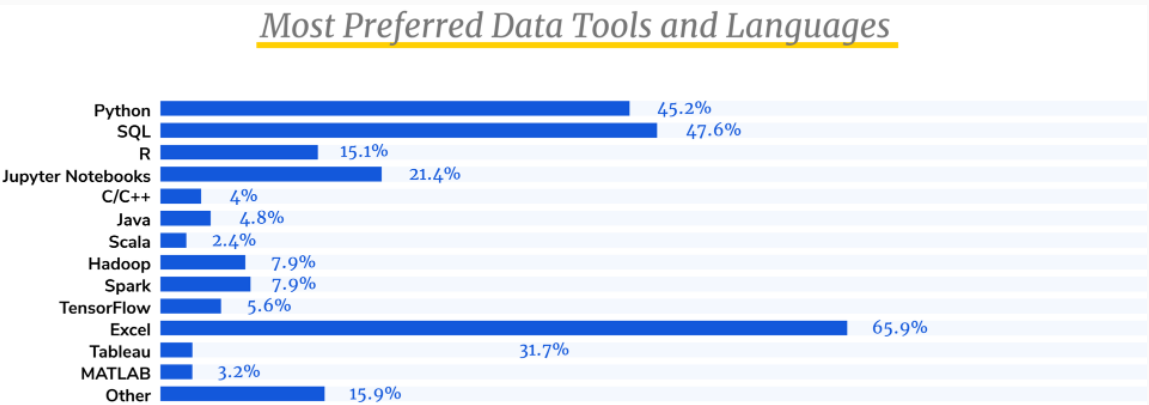 Most Preferred Data Tools and Languages
Python 45.2%
SQL 47.6%
R 15.1%
Jupyter Notebooks 21.4%
C/C++ 4%
Java 4.8%
Scala 2.4%
Hadoop 7.9%
Spark 7.9%
TensorFlow 5.6%
Excel 65.9%
Tableau 31.7%
MATLAB 3.2%
Other 15.9%